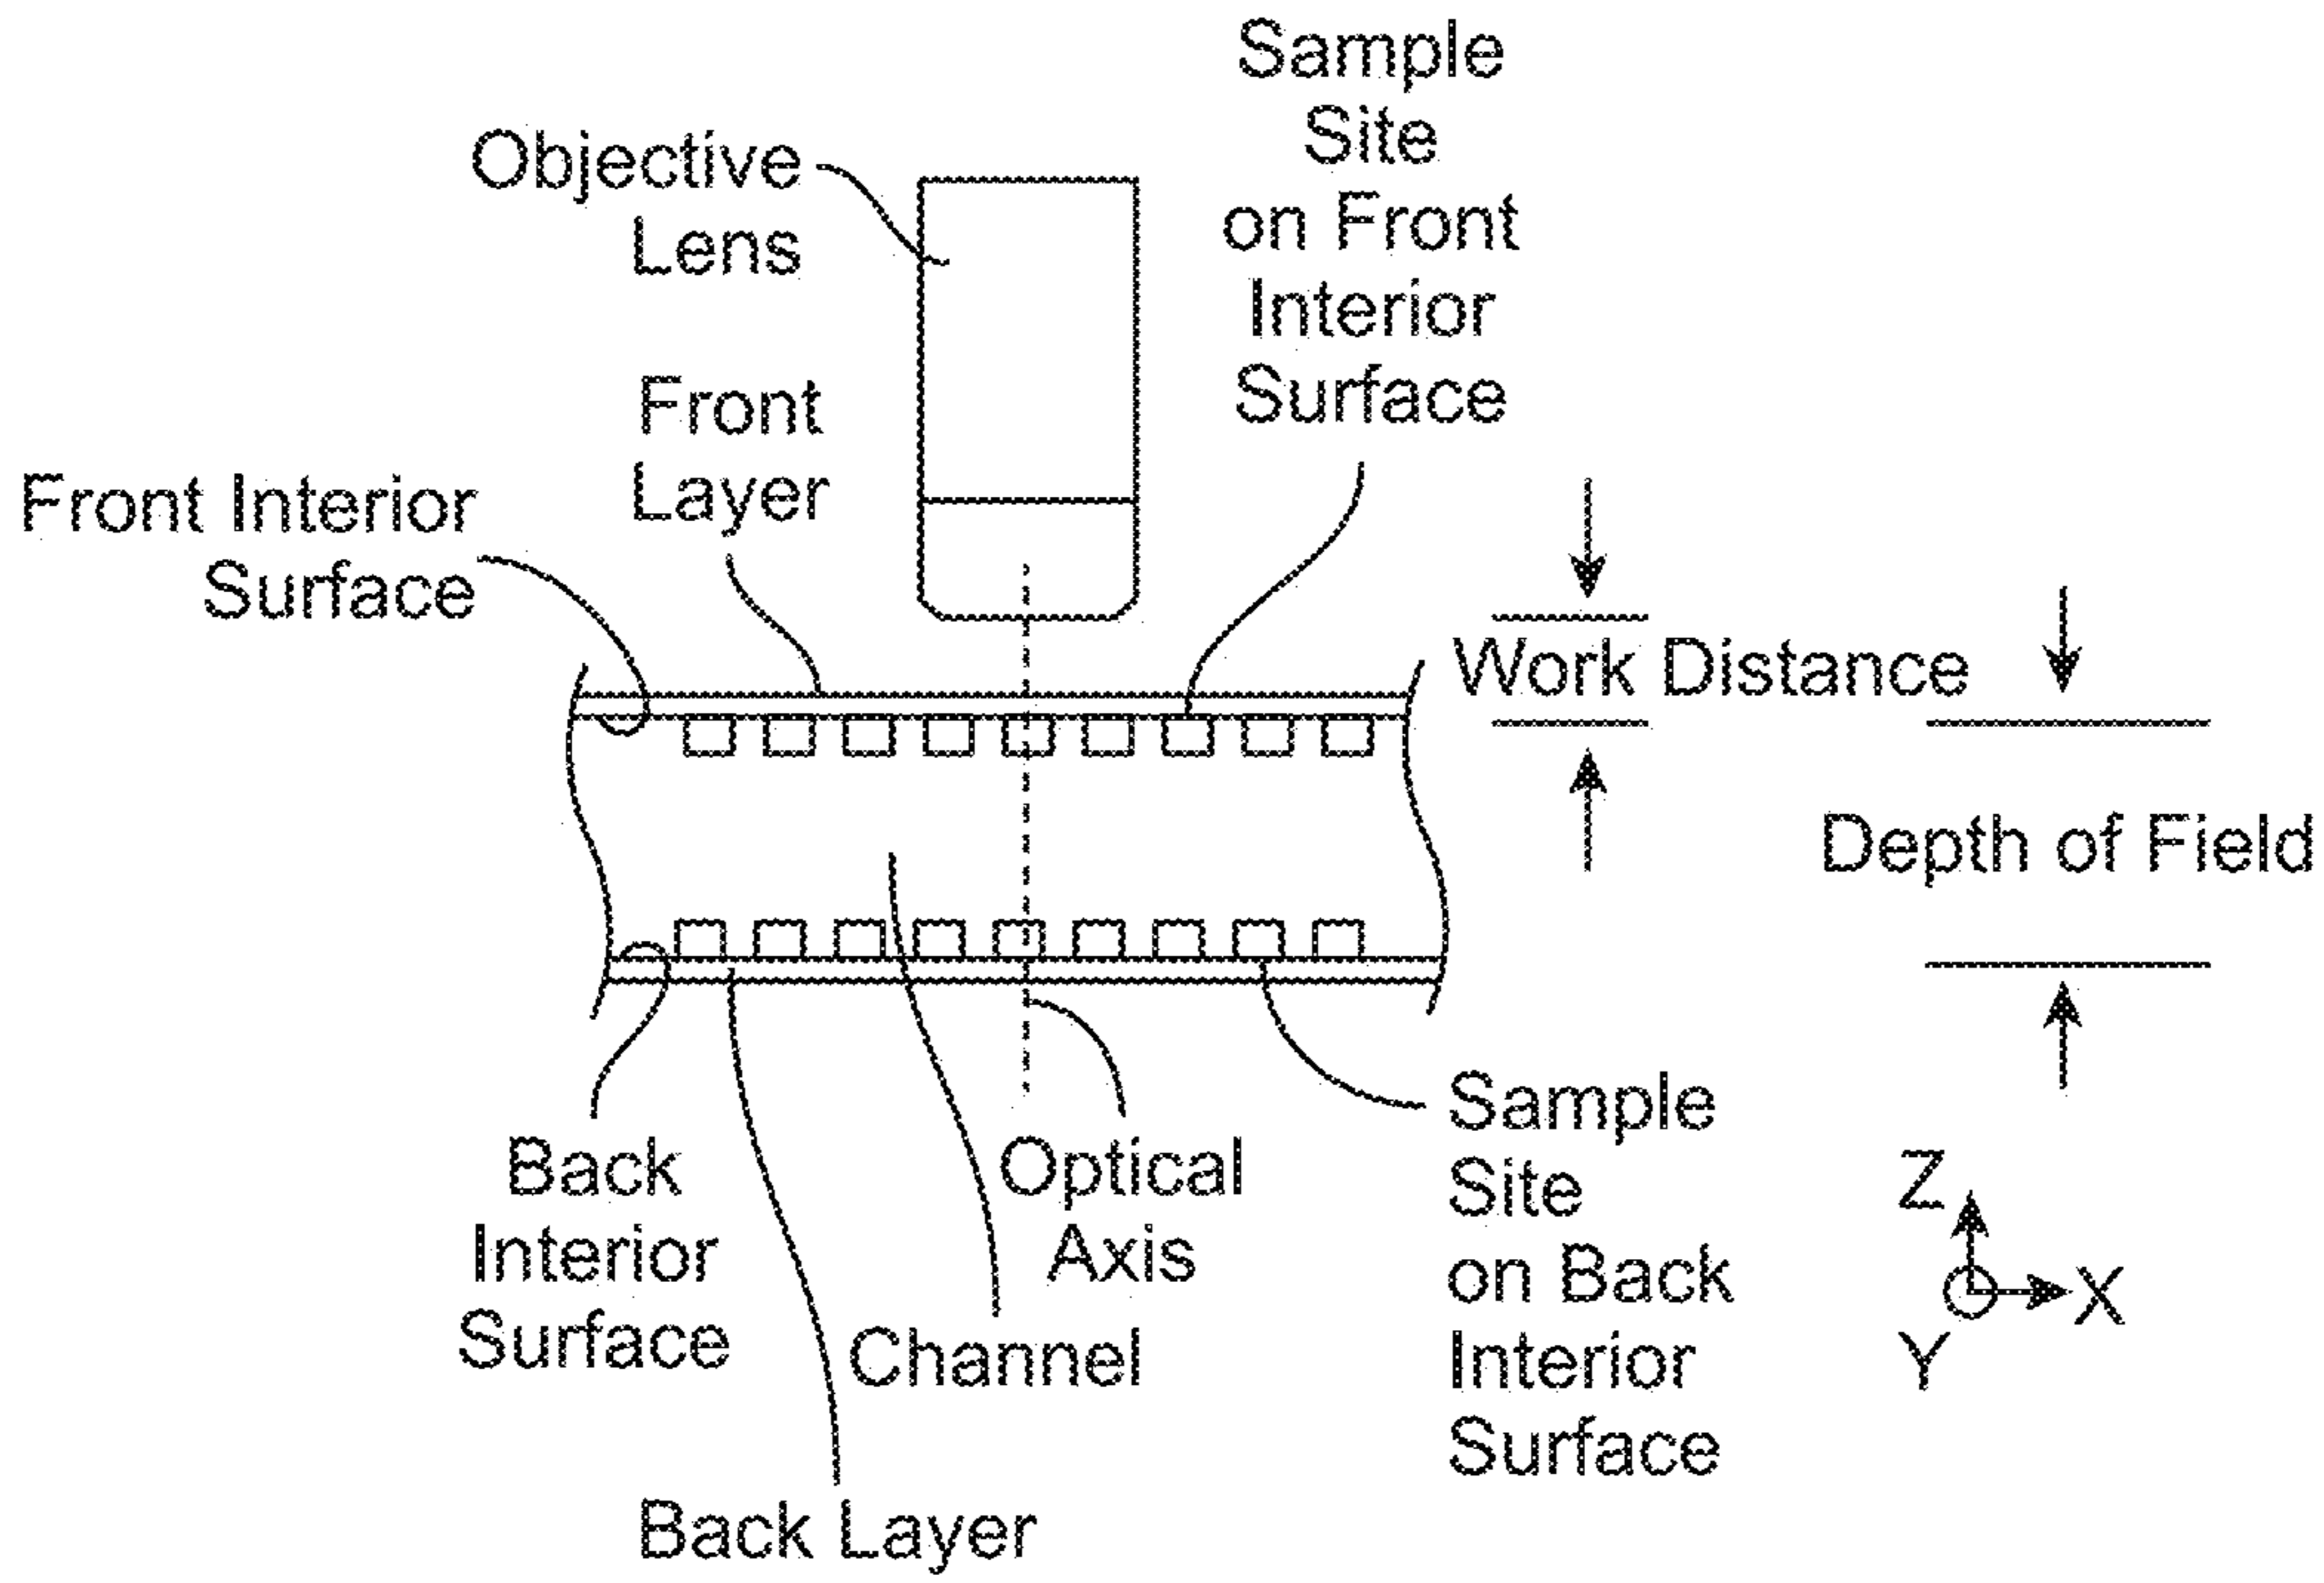 Sample
Site
on Front
Interior
Surface
Objective
Lens
Front
Layer
Front Interior
Surface
Work Distance
Depth of Field
Back
Interior
Surface
Optical
Axis
Channel
Back Layer
Sample
Site
on Back
Interior
Surface
Z
X
Y